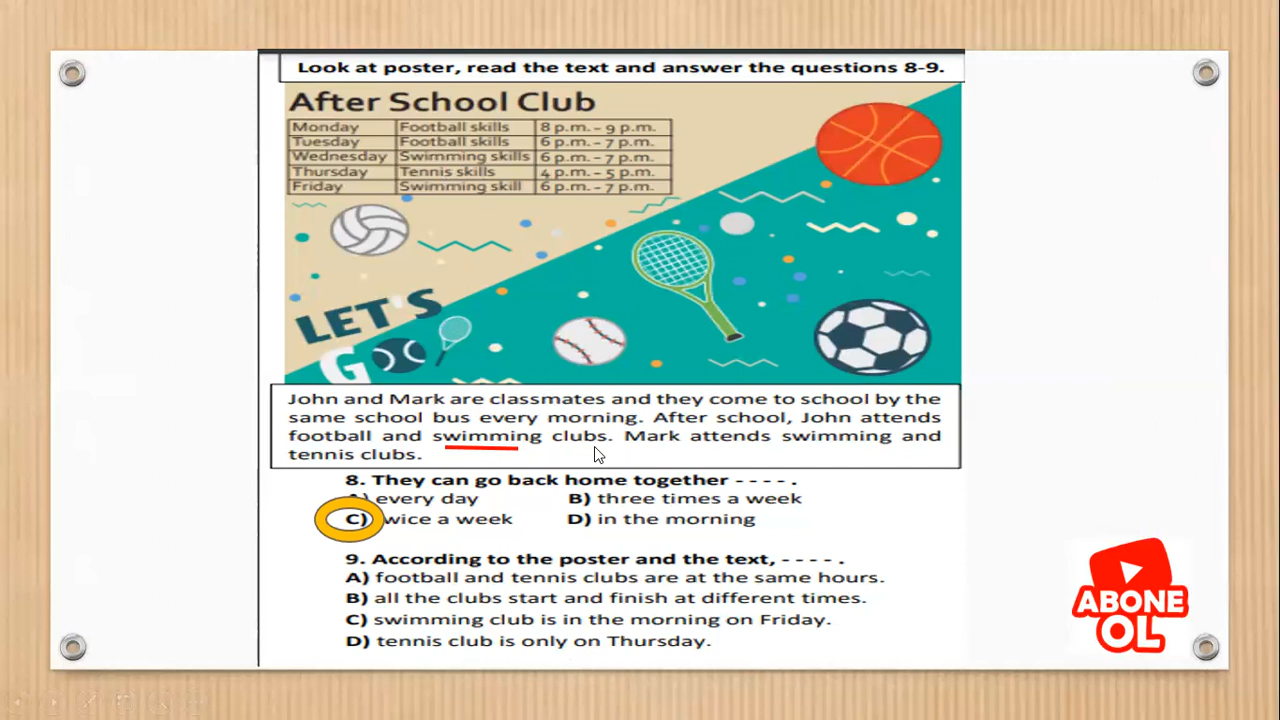 Look at poster, read the text and answer the questions 8-9.
After School Club
Monday Football skills 8 p.m. - 9 p.m.
Tuesday Football skills 6 p.m. - 7 p.m.
Wednesday Swimming skills 6 p.m. - 7 p.m.
Thursday Tennis skills 4 p.m. - 5 p.m.
Friday Swimming skill 6 p.m. - 7 p.m.
LET'S
G
John and Mark are classmates and they come to school by the
same school bus every morning. After school, John attends
football and swimming clubs. Mark attends swimming and
tennis clubs.
8. They can go back home together - - - - .
A) every day B) three times a week
C) twice a week D) in the morning
9. According to the poster and the text, - - - - .
A) football and tennis clubs are at the same hours.
B) all the clubs start and finish at different times.
C) swimming club is in the morning on Friday.
D) tennis club is only on Thursday.
ABONE
OL